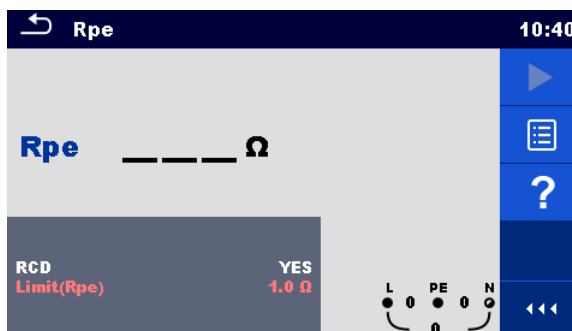 Rpe 10:40
Rpe ___ Ω
?
RCD YES
Limit(Rpe) 1.0 Ω
L PE N
0 0
0